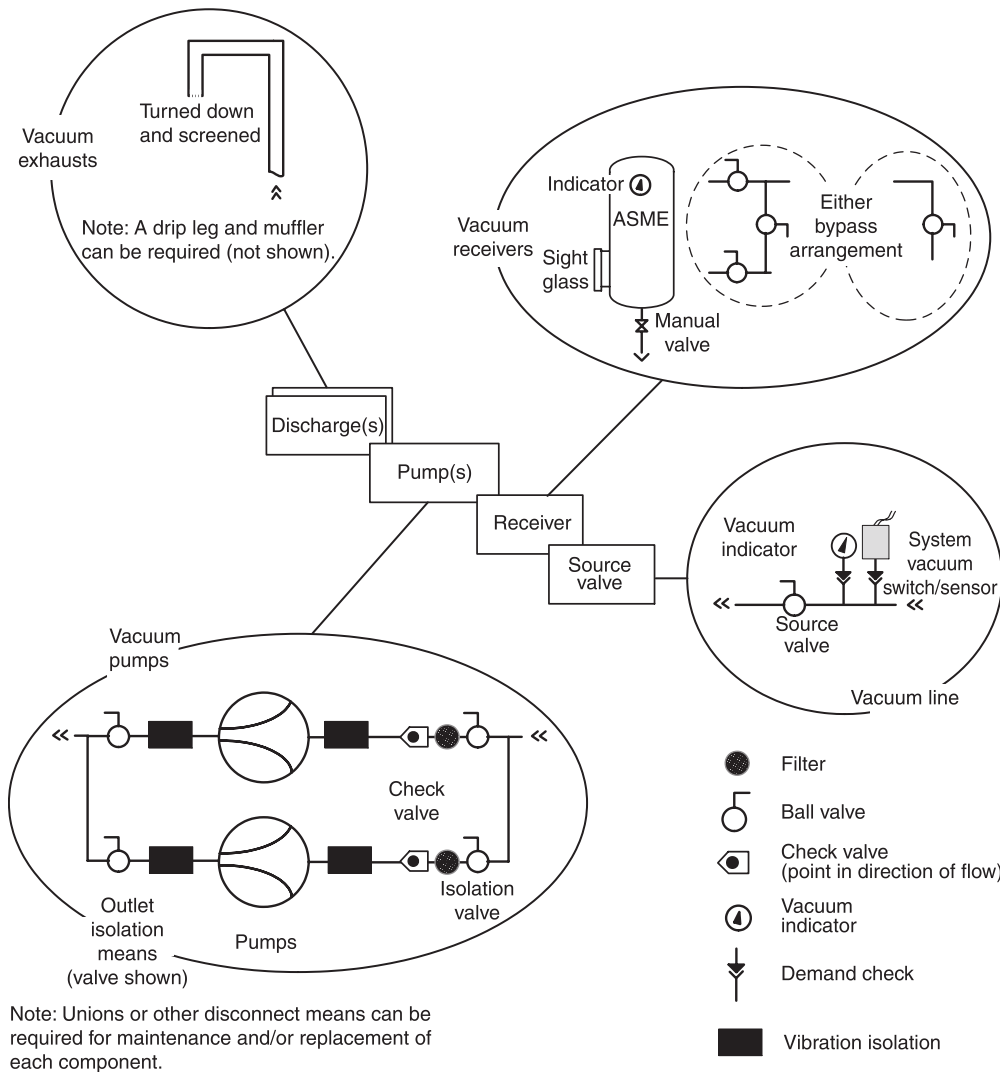 Turned down
and screened
Vacuum
exhausts
Note: A drip leg and muffler
can be required (not shown).
Indicator
ASME
Vacuum
receivers
Sight
glass
Manual
valve
Either
bypass
arrangement
Discharge(s)
Pump(s)
Receiver
Source
valve
Vacuum
indicator
System
vacuum
switch/sensor
Source
valve
Vacuum line
Vacuum
pumps
Check
valve
Isolation
valve
Outlet
isolation
means
(valve shown)
Pumps
Note: Unions or other disconnect means can be
required for maintenance and/or replacement of
each component.
Filter
Ball valve
Check valve
(point in direction of flow)
Vacuum
indicator
Demand check
Vibration isolation